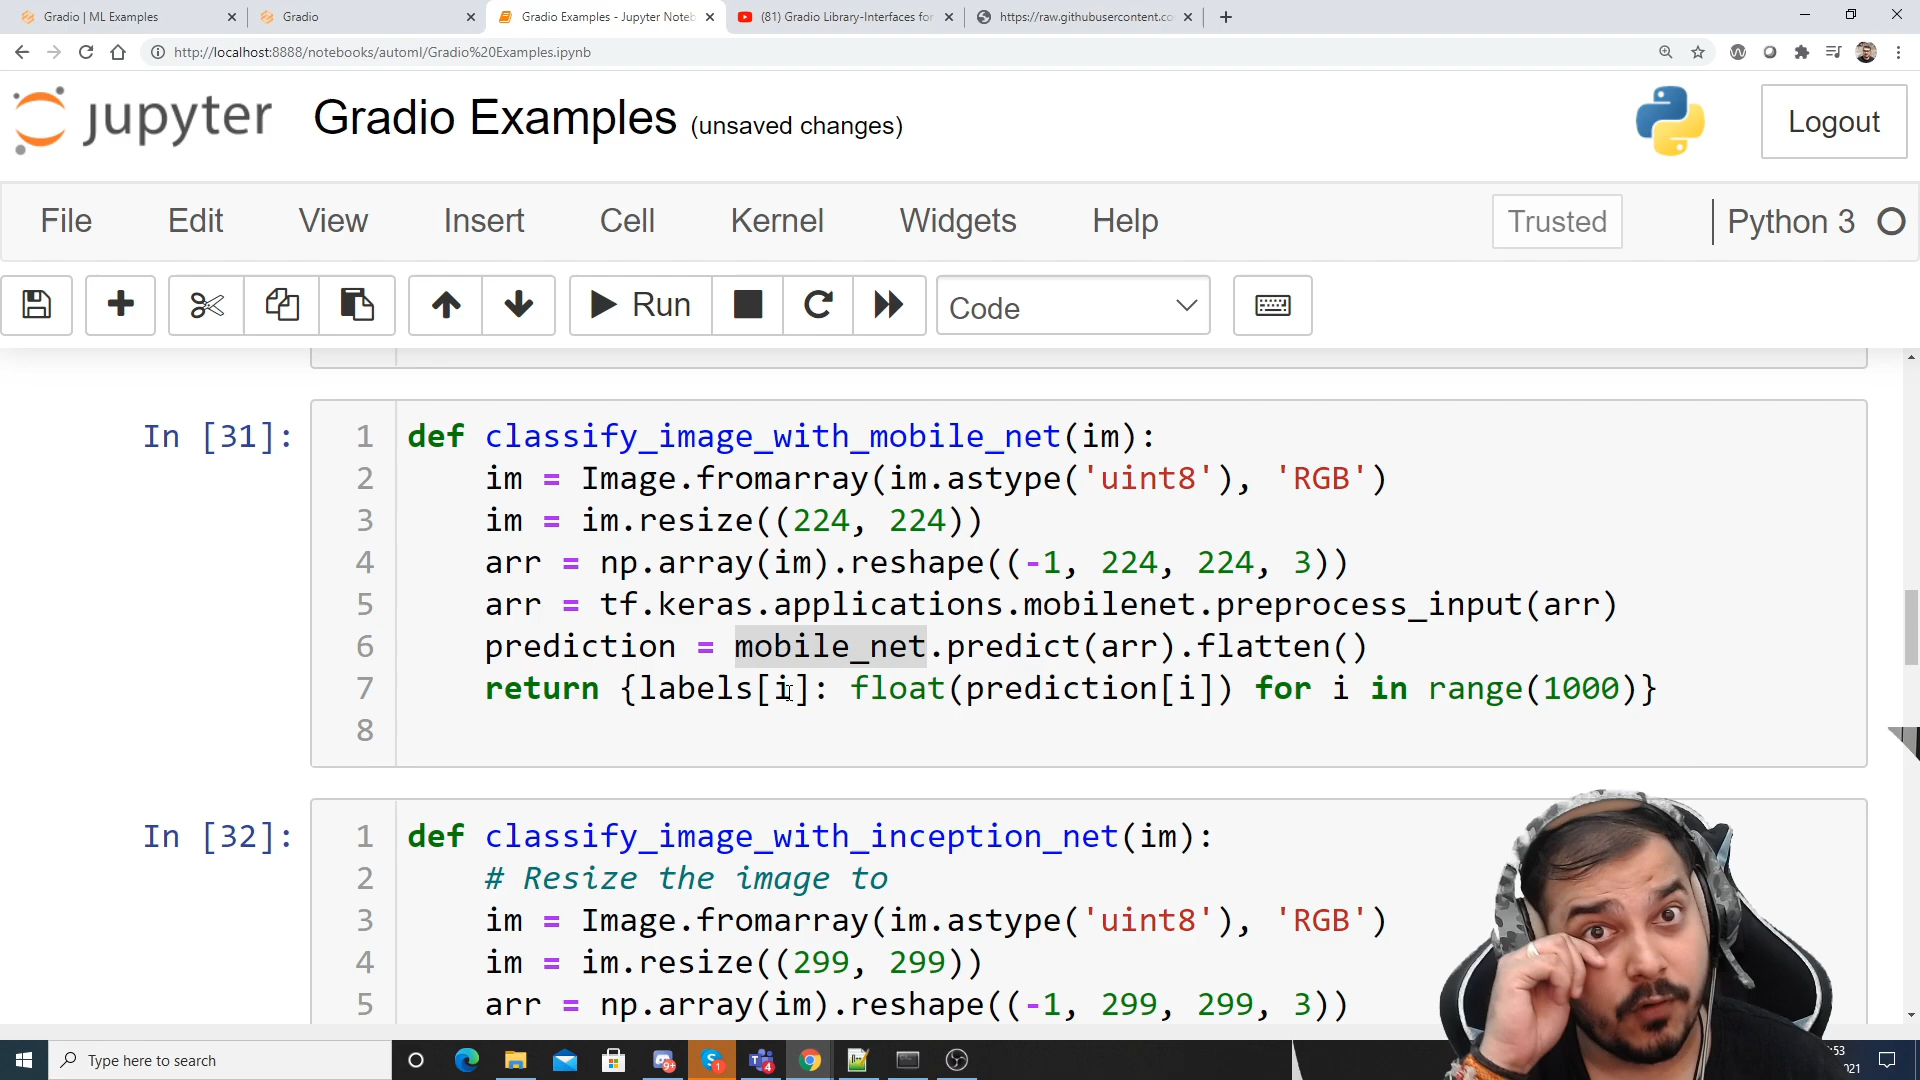 Gradio | ML Examples
Gradio
Gradio Examples - Jupyter Noteb
(81) Gradio Library-Interfaces for
https://raw.githubusercontent.co
http://localhost:8888/notebooks/automl/Gradio%20Examples.ipynb
jupyter Gradio Examples (unsaved changes)
Logout
File Edit View Insert Cell Kernel Widgets Help
Trusted
Python 3
Run
Code
In [31]:
1 def classify_image_with_mobile_net(im):
2 im = Image.fromarray(im.astype('uint8'), 'RGB')
3 im = im.resize((224, 224))
4 arr = np.array(im).reshape((-1, 224, 224, 3))
5 arr = tf.keras.applications.mobilenet.preprocess_input(arr)
6 prediction = mobile_net.predict(arr).flatten()
7 return {labels[i]: float(prediction[i]) for i in range(1000)}
8
In [32]:
1 def classify_image_with_inception_net(im):
2 # Resize the image to
3 im = Image.fromarray(im.astype('uint8'), 'RGB')
4 im = im.resize((299, 299))
5 arr = np.array(im).reshape((-1, 299, 299, 3))
Type here to search
9+
1
4
:53
021